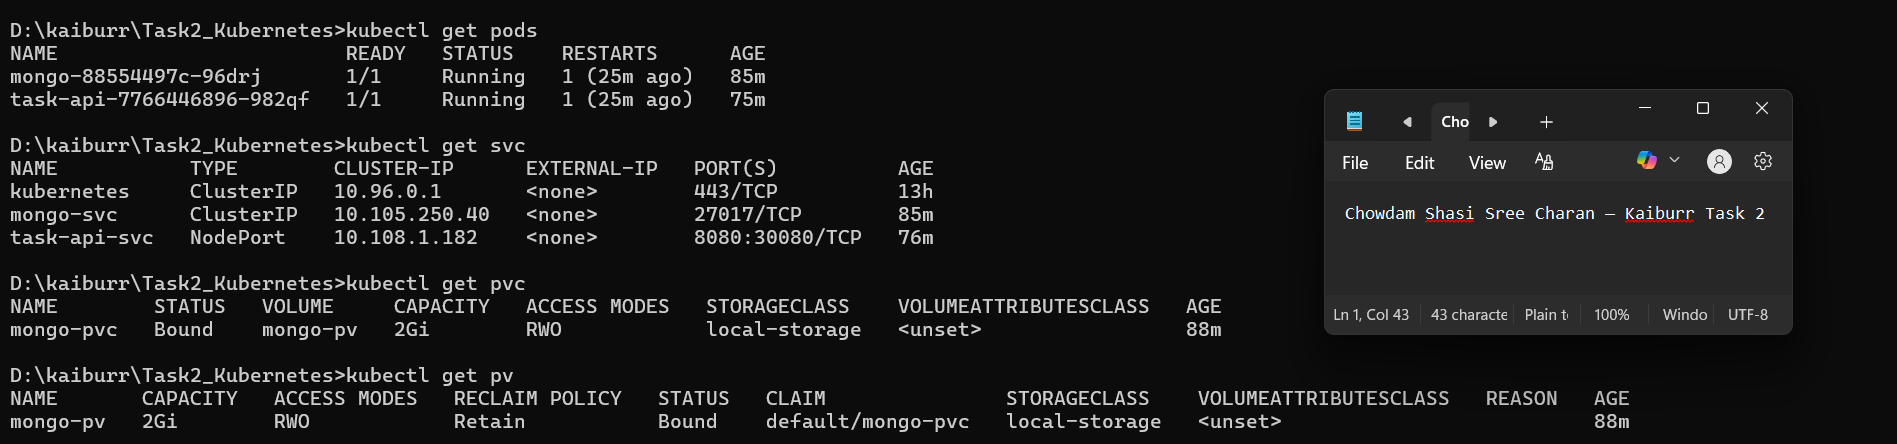 D:\kaiburr\Task2_Kubernetes>kubectl get pods
NAME READY STATUS RESTARTS AGE
mongo-88554497c-96drj 1/1 Running 1 (25m ago) 85m
task-api-7766446896-982qf 1/1 Running 1 (25m ago) 75m
D:\kaiburr\Task2_Kubernetes>kubectl get svc
NAME TYPE CLUSTER-IP EXTERNAL-IP PORT(S) AGE
kubernetes ClusterIP 10.96.0.1 <none> 443/TCP 13h
mongo-svc ClusterIP 10.105.250.40 <none> 27017/TCP 85m
task-api-svc NodePort 10.108.1.182 <none> 8080:30080/TCP 76m
D:\kaiburr\Task2_Kubernetes>kubectl get pvc
NAME STATUS VOLUME CAPACITY ACCESS MODES STORAGECLASS VOLUMEATTRIBUTESCLASS AGE
mongo-pvc Bound mongo-pv 2Gi RWO local-storage <unset> 88m
D:\kaiburr\Task2_Kubernetes>kubectl get pv
NAME CAPACITY ACCESS MODES RECLAIM POLICY STATUS CLAIM STORAGECLASS VOLUMEATTRIBUTESCLASS REASON AGE
mongo-pv 2Gi RWO Retain Bound default/mongo-pvc local-storage <unset> 88m
Cho
File Edit View
Chowdam Shasi Sree Charan – Kaiburr Task 2
Ln 1, Col 43 43 characte Plain t Windo 100% UTF-8